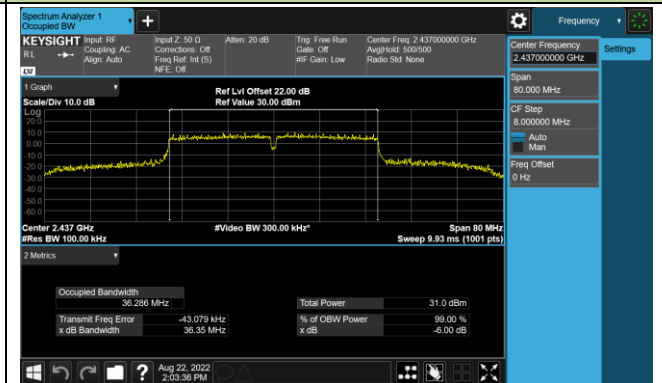 Spectrum Analyzer 1
Occupied BW
+
Frequency
KEYSIGHT
RL
LXI
Input: RF
Coupling: AC
Align: Auto
Input Z: 50 Ω
Corrections: Off
Freq Ref: Int (S)
NFE: Off
Atten: 20 dB
Trig: Free Run
Gate: Off
#IF Gain: Low
Center Freq: 2.437000000 GHz
Avg|Hold: 500/500
Radio Std: None
Center Frequency
2.437000000 GHz
Settings
Span
80.000 MHz
CF Step
8.000000 MHz
Auto
Man
Freq Offset
0 Hz
1 Graph
Scale/Div 10.0 dB
Ref Lvl Offset 22.00 dB
Ref Value 30.00 dBm
Log
20.0
10.0
0.00
-10.0
-20.0
-30.0
-40.0
-50.0
-60.0
Center 2.437 GHz
#Res BW 100.00 kHz
#Video BW 300.00 kHz*
Span 80 MHz
Sweep 9.93 ms (1001 pts)
2 Metrics
Occupied Bandwidth
36.286 MHz
Total Power 31.0 dBm
Transmit Freq Error -43.079 kHz
% of OBW Power 99.00 %
x dB Bandwidth 36.35 MHz
x dB -6.00 dB
?
Aug 22, 2022
2:03:36 PM